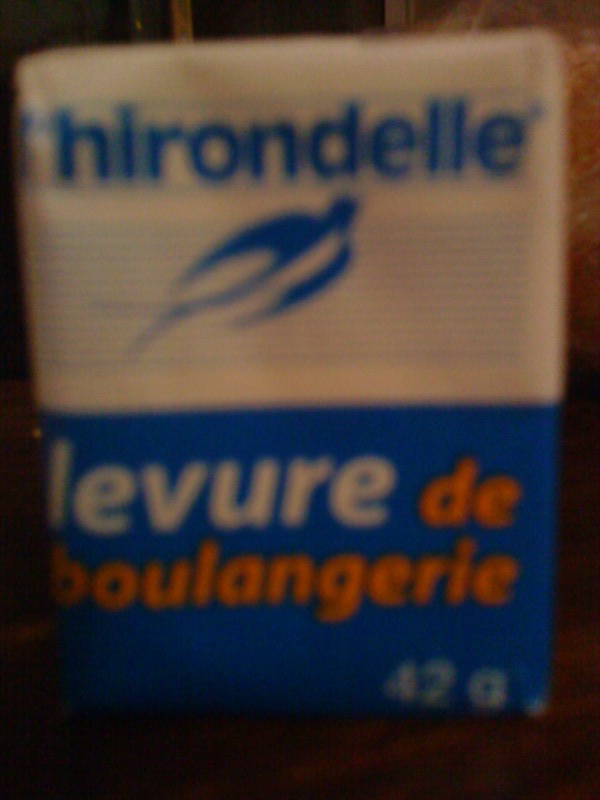 l'hirondelle
levure de
boulangerie
42 g